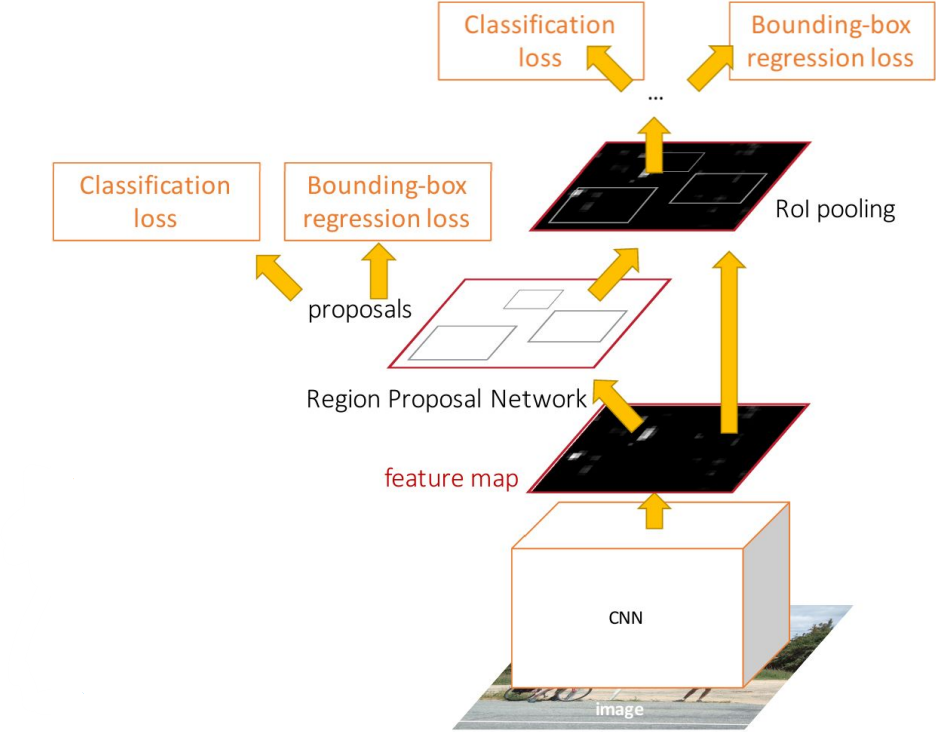 Classification
loss
Bounding-box
regression loss
...
Classification
loss
Bounding-box
regression loss
RoI pooling
proposals
Region Proposal Network
feature map
CNN
image